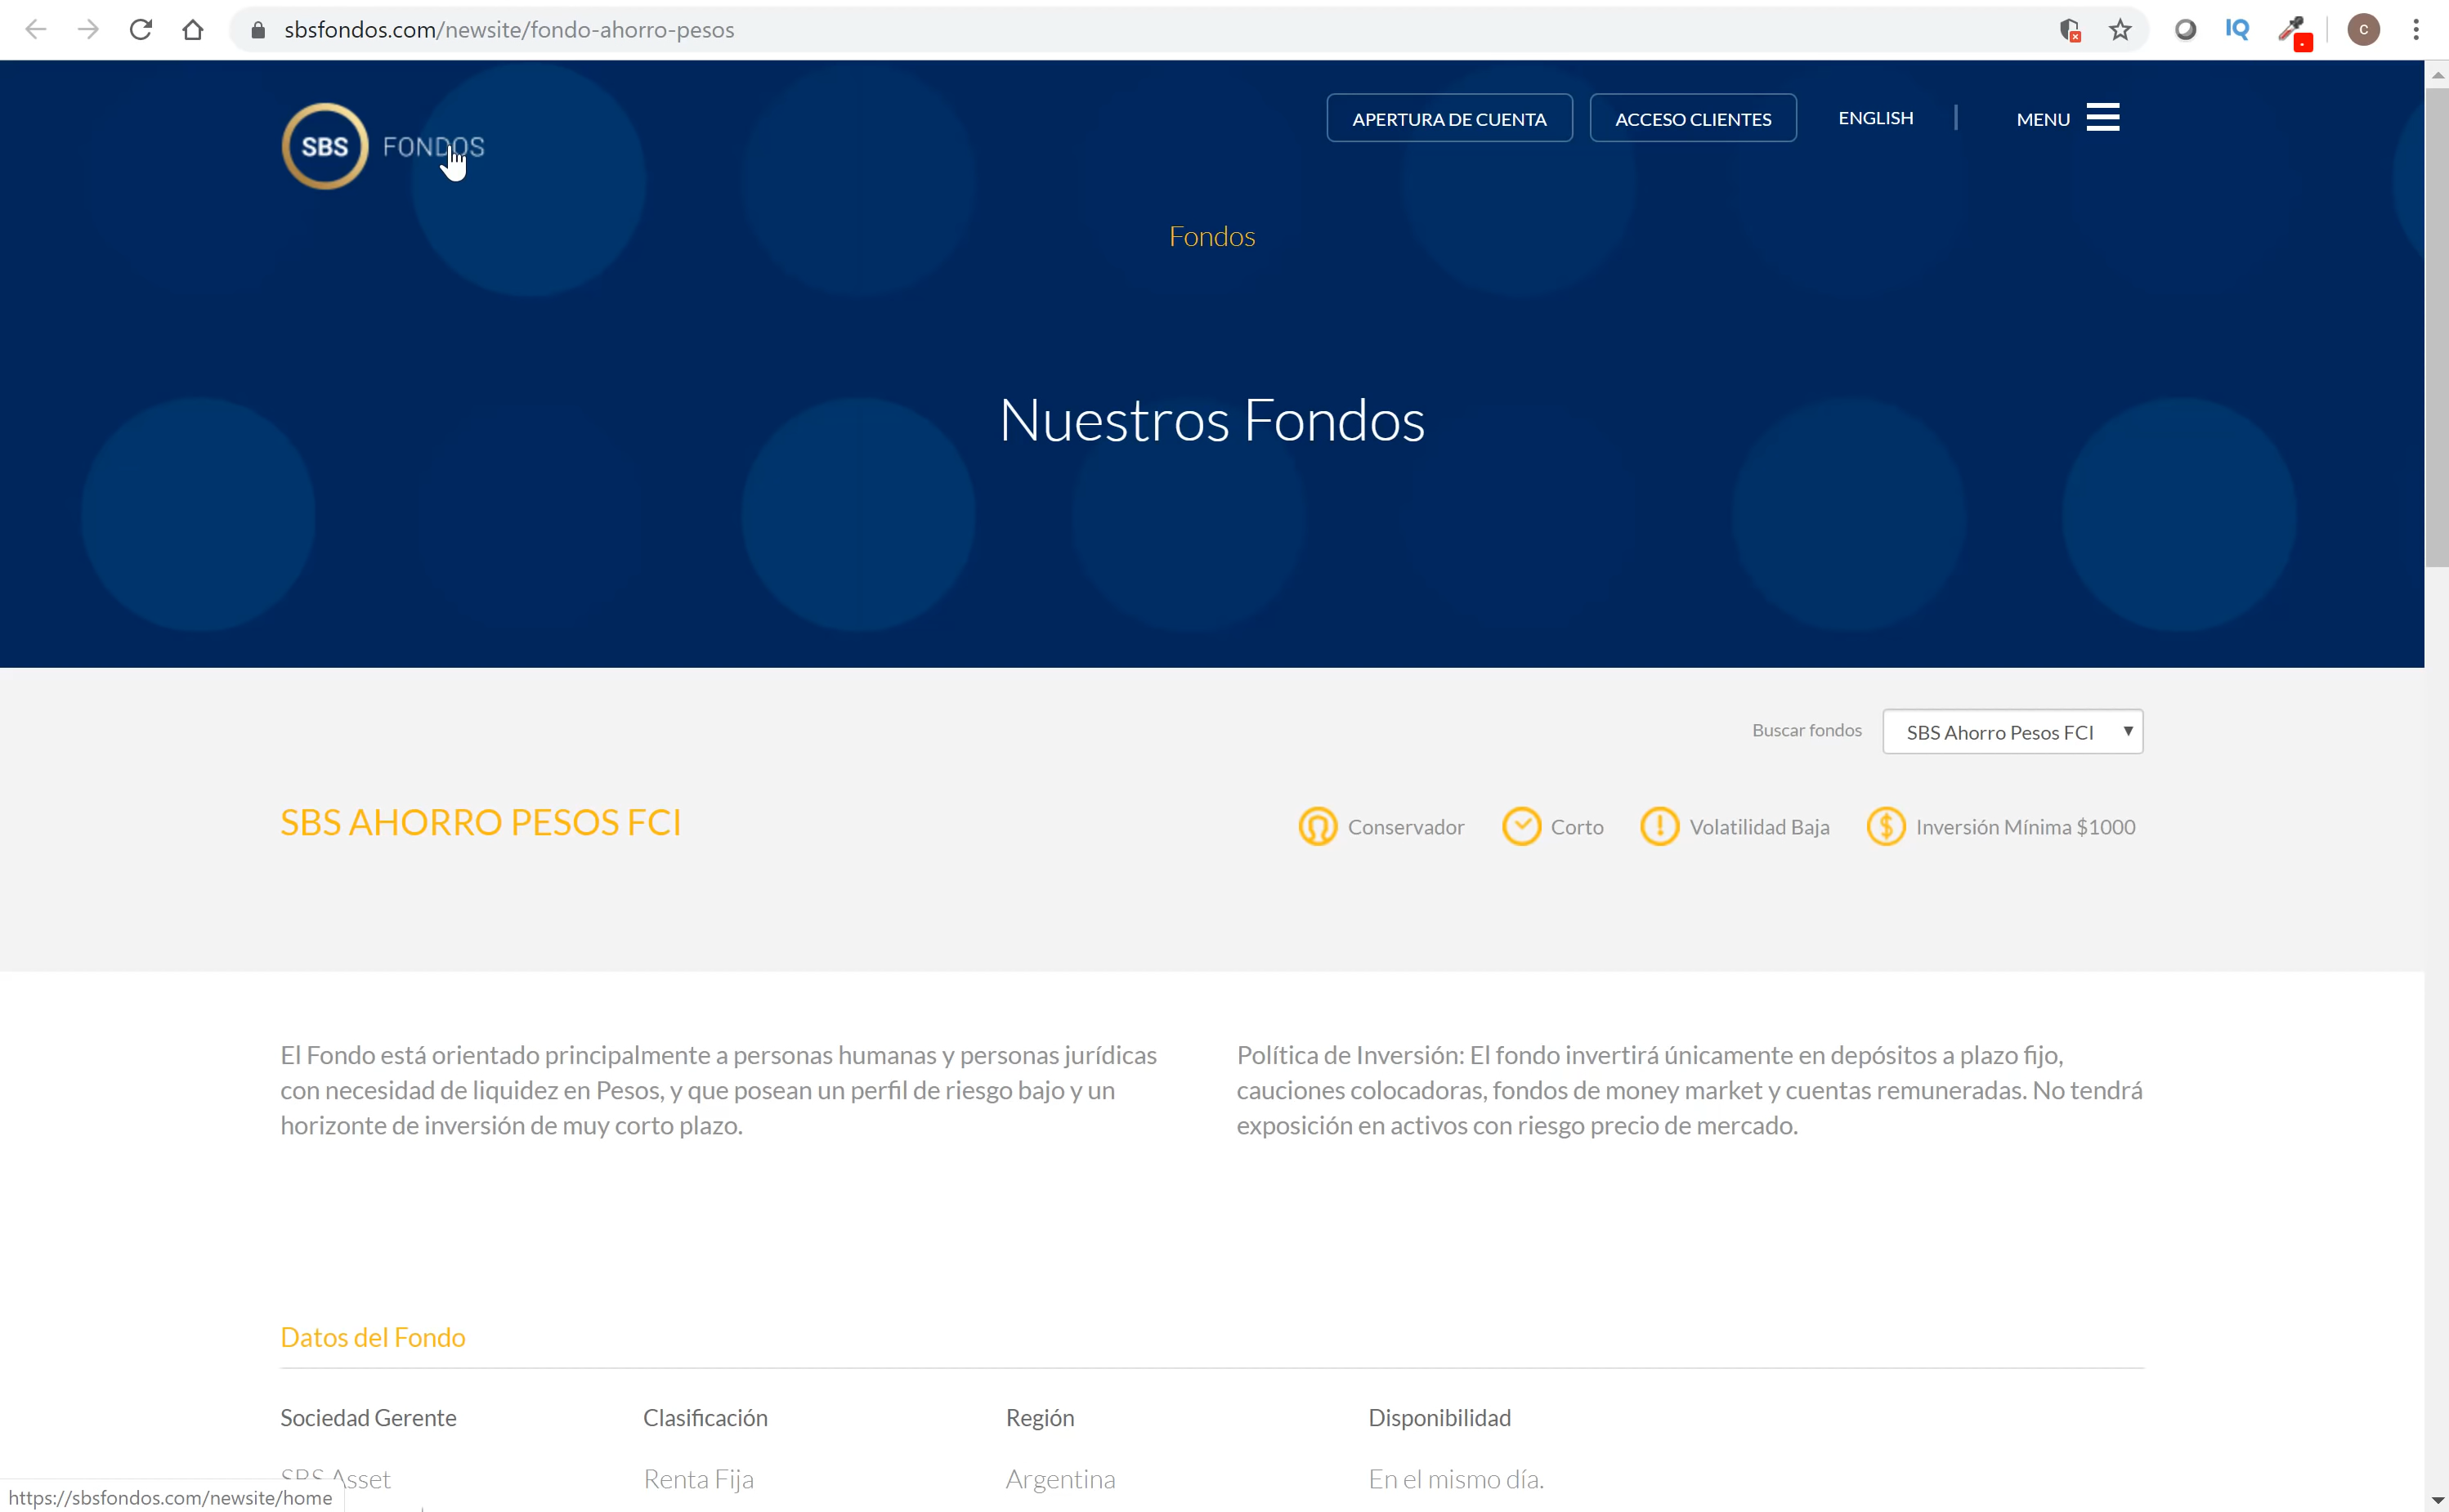 sbsfondos.com/newsite/fondo-ahorro-pesos
IQ
C
SBS FONDOS
APERTURA DE CUENTA
ACCESO CLIENTES
ENGLISH
MENU
Fondos
Nuestros Fondos
Buscar fondos
SBS Ahorro Pesos FCI
SBS AHORRO PESOS FCI
Conservador
Corto
Volatilidad Baja
Inversión Mínima $1000
El Fondo está orientado principalmente a personas humanas y personas jurídicas
con necesidad de liquidez en Pesos, y que posean un perfil de riesgo bajo y un
horizonte de inversión de muy corto plazo.
Política de Inversión: El fondo invertirá únicamente en depósitos a plazo fijo,
cauciones colocadoras, fondos de money market y cuentas remuneradas. No tendrá
exposición en activos con riesgo precio de mercado.
Datos del Fondo
Sociedad Gerente
Clasificación
Región
Disponibilidad
SBS Asset
Renta Fija
Argentina
En el mismo día.
https://sbsfondos.com/newsite/home